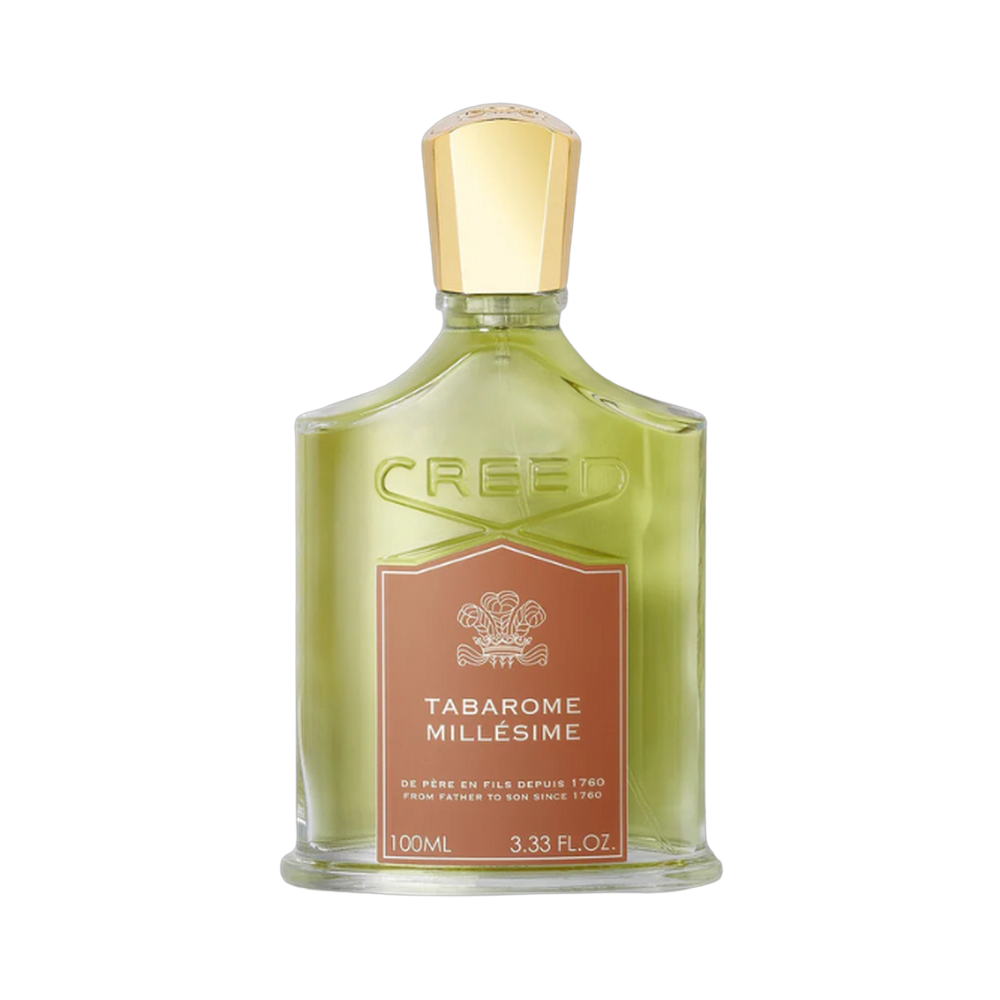 CREED
TABAROME
MILLÉSIME
DE PÈRE EN FILS DEPUIS 1760
FROM FATHER TO SON SINCE 1760
100ML 3.33 FL.OZ.